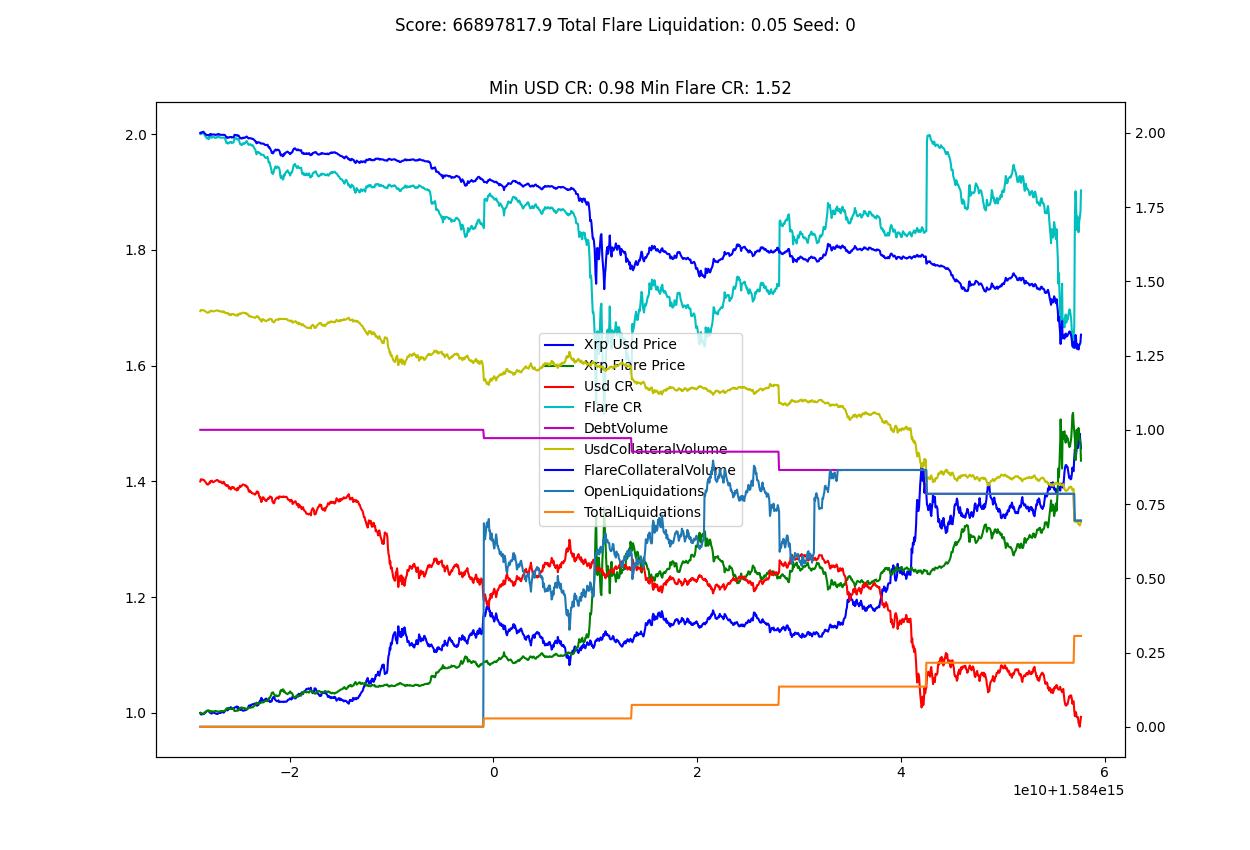 Score: 66897817.9 Total Flare Liquidation: 0.05 Seed: 0
Min USD CR: 0.98 Min Flare CR: 1.52
2.0
1.8
1.6
1.4
1.2
1.0
2.00
1.75
1.50
1.25
1.00
0.75
0.50
0.25
0.00
Xrp Usd Price
Xrp Flare Price
Usd CR
Flare CR
DebtVolume
UsdCollateralVolume
FlareCollateralVolume
OpenLiquidations
TotalLiquidations
−2 0 2 4 6
1e10+1.584e15